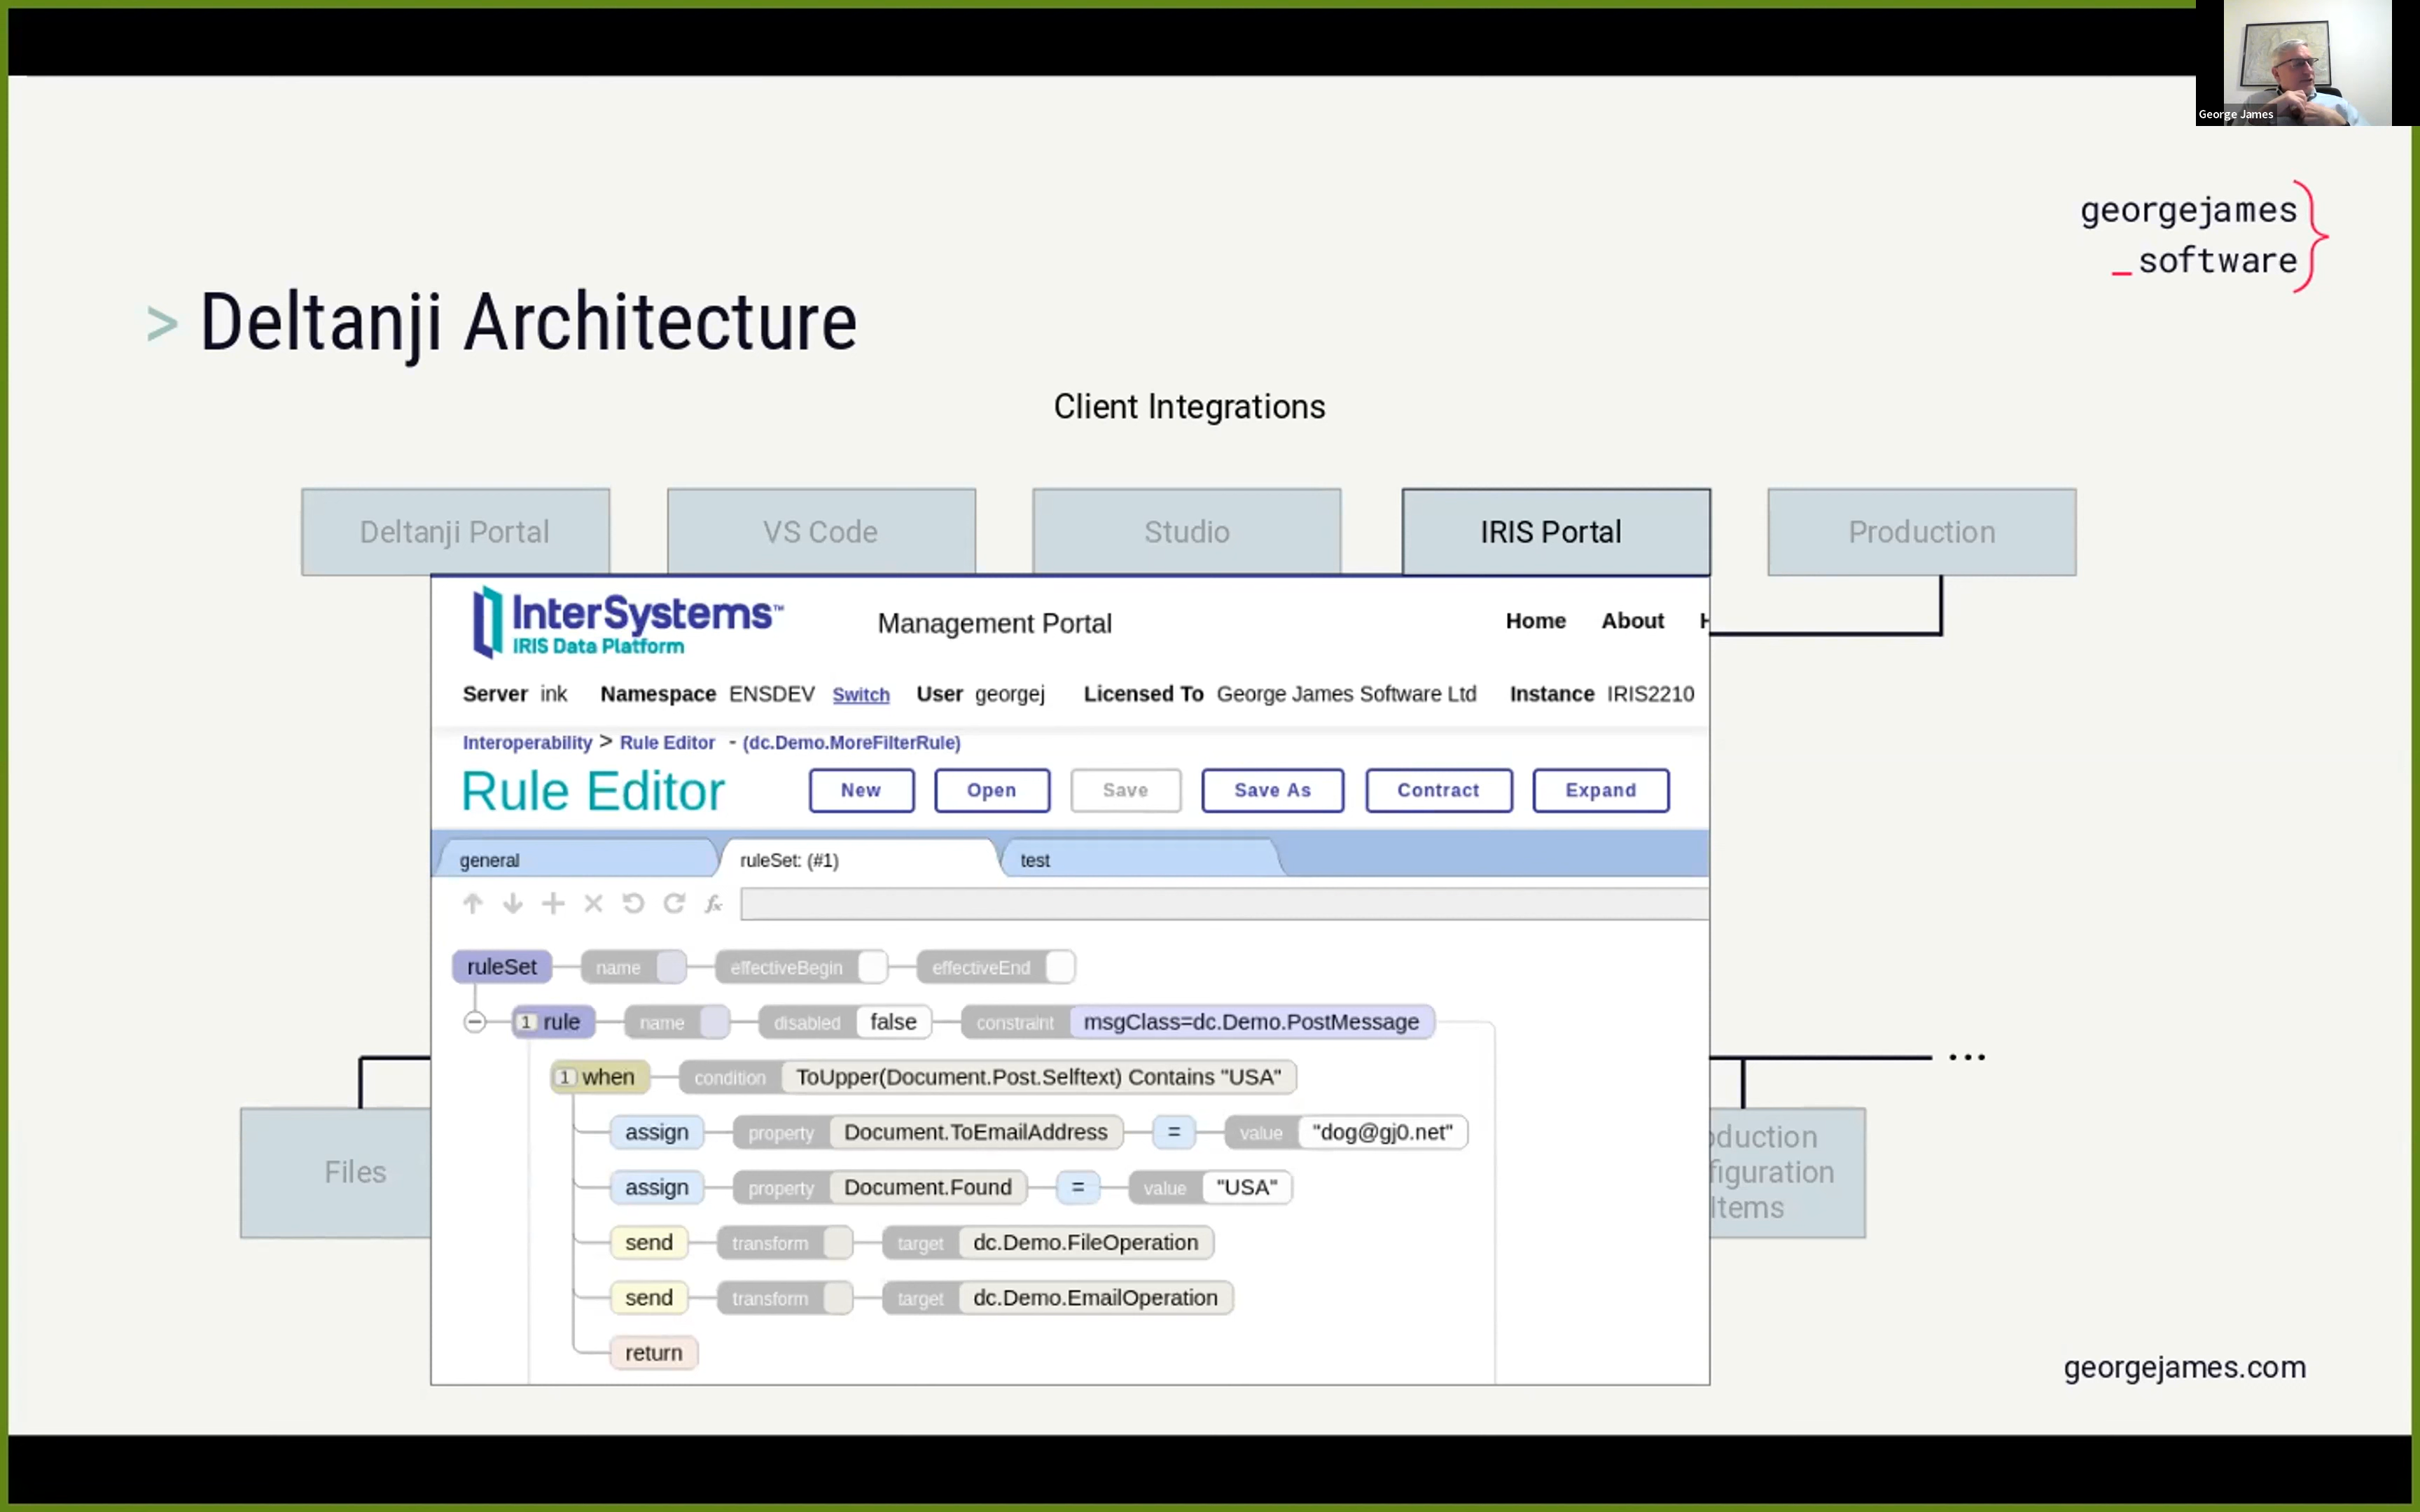 George James
georgejames
_software
> Deltanji Architecture
Client Integrations
Deltanji Portal
VS Code
Studio
IRIS Portal
Production
InterSystems™
IRIS Data Platform
Management Portal
Home About
Server ink Namespace ENSDEV Switch User georgej Licensed To George James Software Ltd Instance IRIS2210
Interoperability > Rule Editor - (dc.Demo.MoreFilterRule)
Rule Editor
New Open Save Save As Contract Expand
general ruleSet: (#1) test
fx
ruleSet name effectiveBegin effectiveEnd
1 rule name disabled false constraint msgClass=dc.Demo.PostMessage
1 when condition ToUpper(Document.Post.Selftext) Contains "USA"
assign property Document.ToEmailAddress = value "dog@gj0.net"
assign property Document.Found = value "USA"
send transform target dc.Demo.FileOperation
send transform target dc.Demo.EmailOperation
return
...
Files
oduction
figuration
Items
georgejames.com